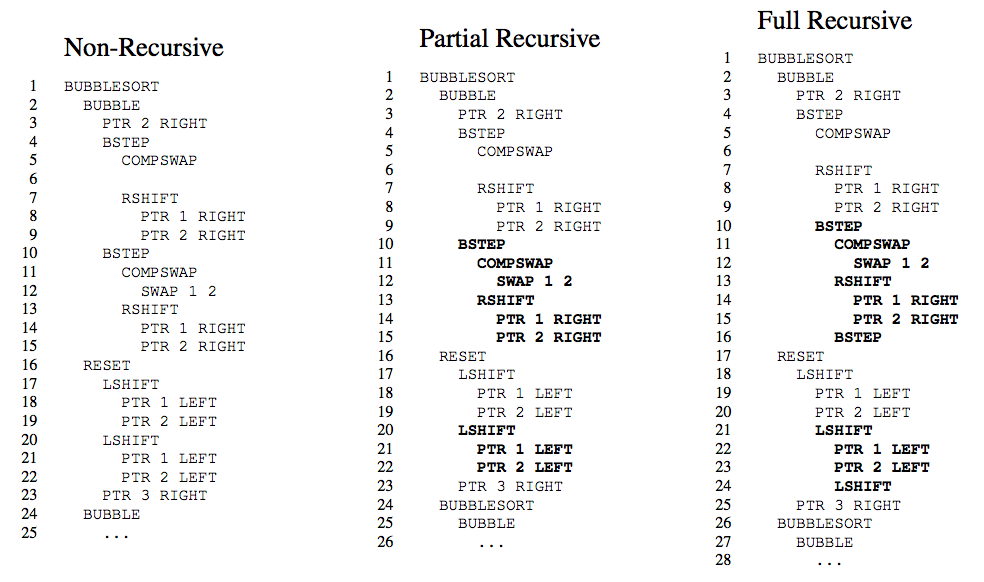 Non-Recursive
1 BUBBLESORT
2 BUBBLE
3 PTR 2 RIGHT
4 BSTEP
5 COMPSWAP
6
7 RSHIFT
8 PTR 1 RIGHT
9 PTR 2 RIGHT
10 BSTEP
11 COMPSWAP
12 SWAP 1 2
13 RSHIFT
14 PTR 1 RIGHT
15 PTR 2 RIGHT
16 RESET
17 LSHIFT
18 PTR 1 LEFT
19 PTR 2 LEFT
20 LSHIFT
21 PTR 1 LEFT
22 PTR 2 LEFT
23 PTR 3 RIGHT
24 BUBBLE
25 ...
Partial Recursive
1 BUBBLESORT
2 BUBBLE
3 PTR 2 RIGHT
4 BSTEP
5 COMPSWAP
6
7 RSHIFT
8 PTR 1 RIGHT
9 PTR 2 RIGHT
10 BSTEP
11 COMPSWAP
12 SWAP 1 2
13 RSHIFT
14 PTR 1 RIGHT
15 PTR 2 RIGHT
16 RESET
17 LSHIFT
18 PTR 1 LEFT
19 PTR 2 LEFT
20 LSHIFT
21 PTR 1 LEFT
22 PTR 2 LEFT
23 PTR 3 RIGHT
24 BUBBLESORT
25 BUBBLE
26 ...
Full Recursive
1 BUBBLESORT
2 BUBBLE
3 PTR 2 RIGHT
4 BSTEP
5 COMPSWAP
6
7 RSHIFT
8 PTR 1 RIGHT
9 PTR 2 RIGHT
10 BSTEP
11 COMPSWAP
12 SWAP 1 2
13 RSHIFT
14 PTR 1 RIGHT
15 PTR 2 RIGHT
16 BSTEP
17 RESET
18 LSHIFT
19 PTR 1 LEFT
20 PTR 2 LEFT
21 LSHIFT
22 PTR 1 LEFT
23 PTR 2 LEFT
24 LSHIFT
25 PTR 3 RIGHT
26 BUBBLESORT
27 BUBBLE
28 ...